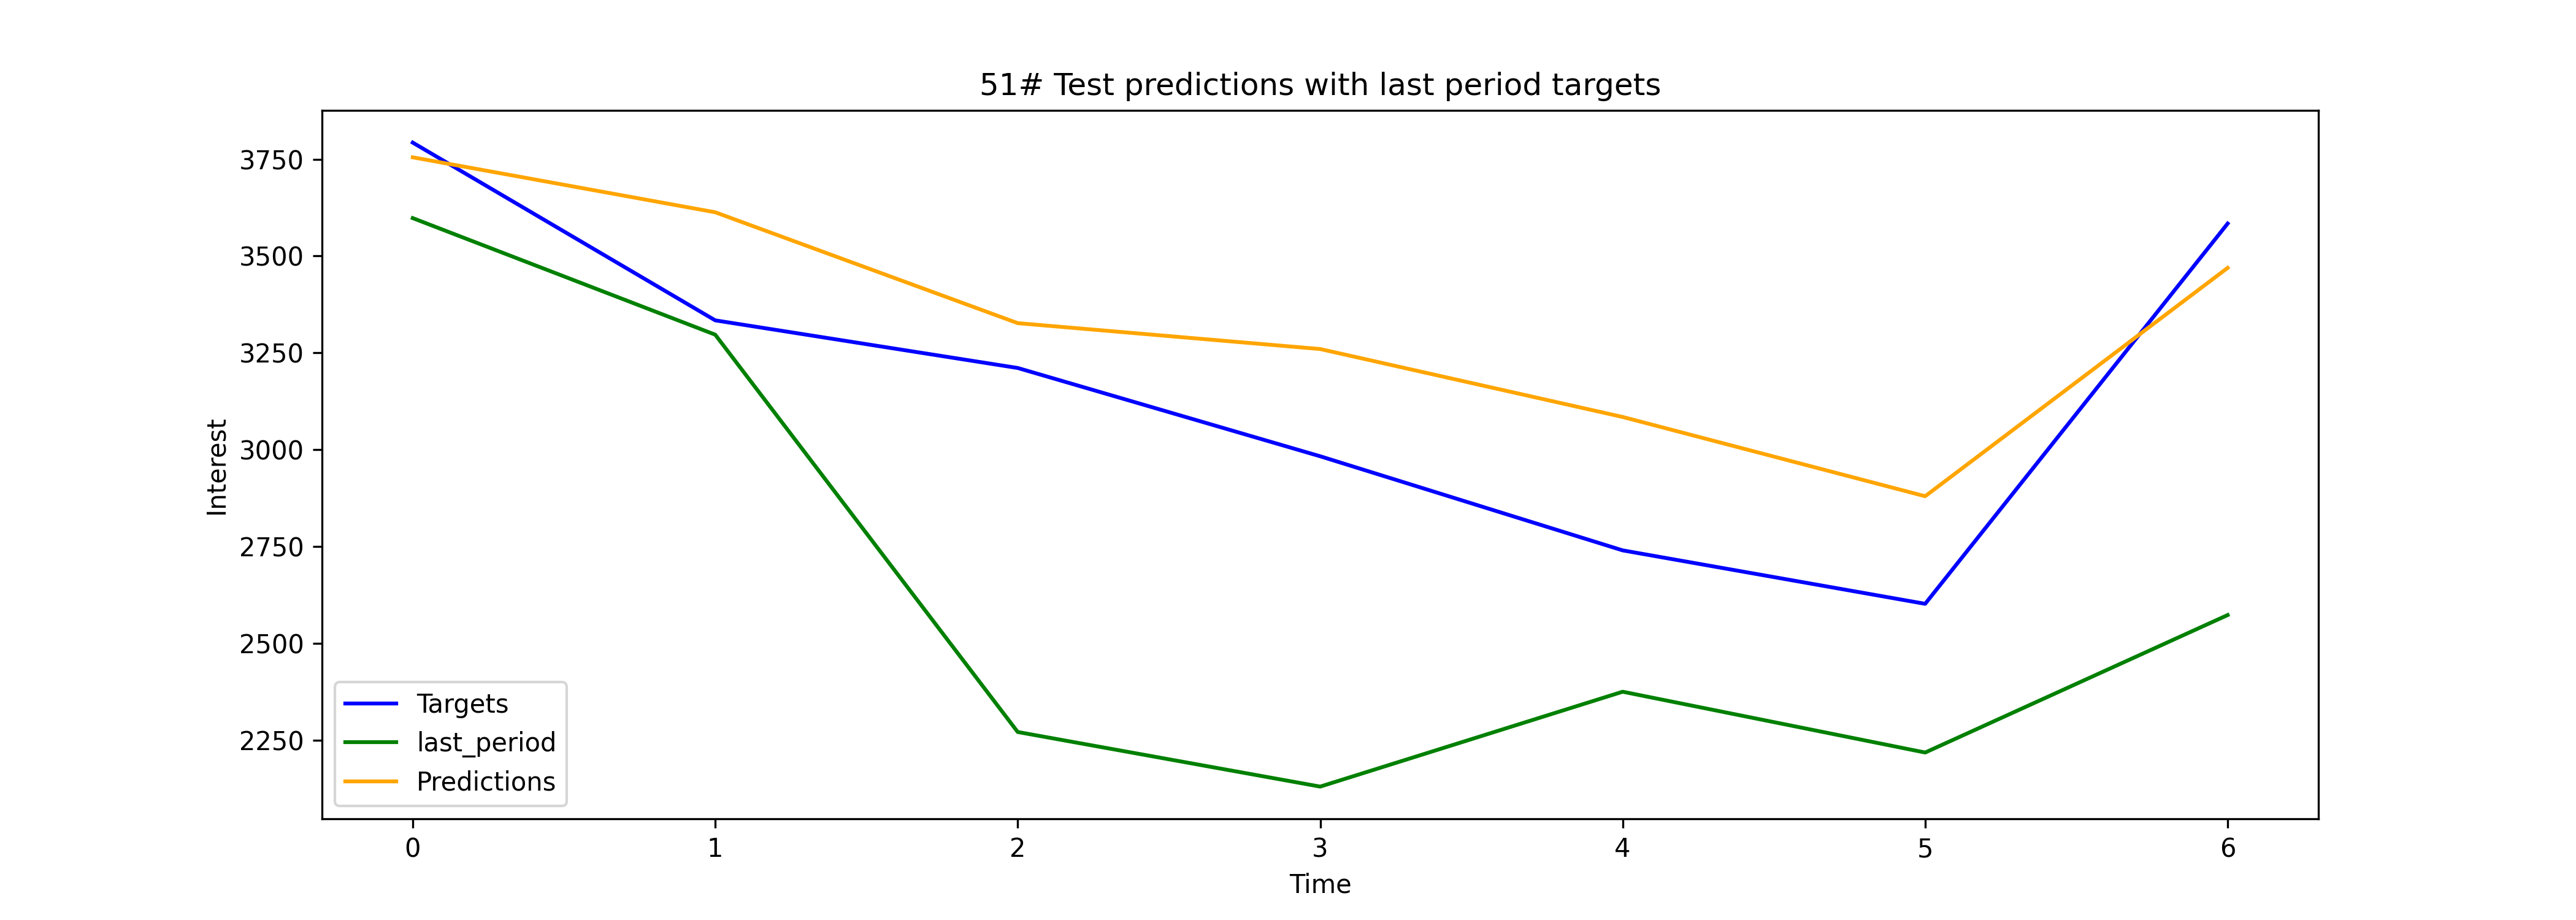 51# Test predictions with last period targets
Interest
3750
3500
3250
3000
2750
2500
2250
Targets
last_period
Predictions
0 1 2 3 4 5 6
Time